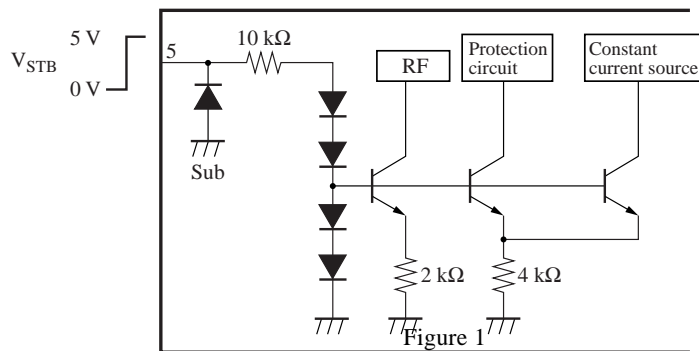 5 V
V_STB
0 V
5
10 kΩ
Sub
RF
Protection
circuit
Constant
current source
2 kΩ
4 kΩ
Figure 1